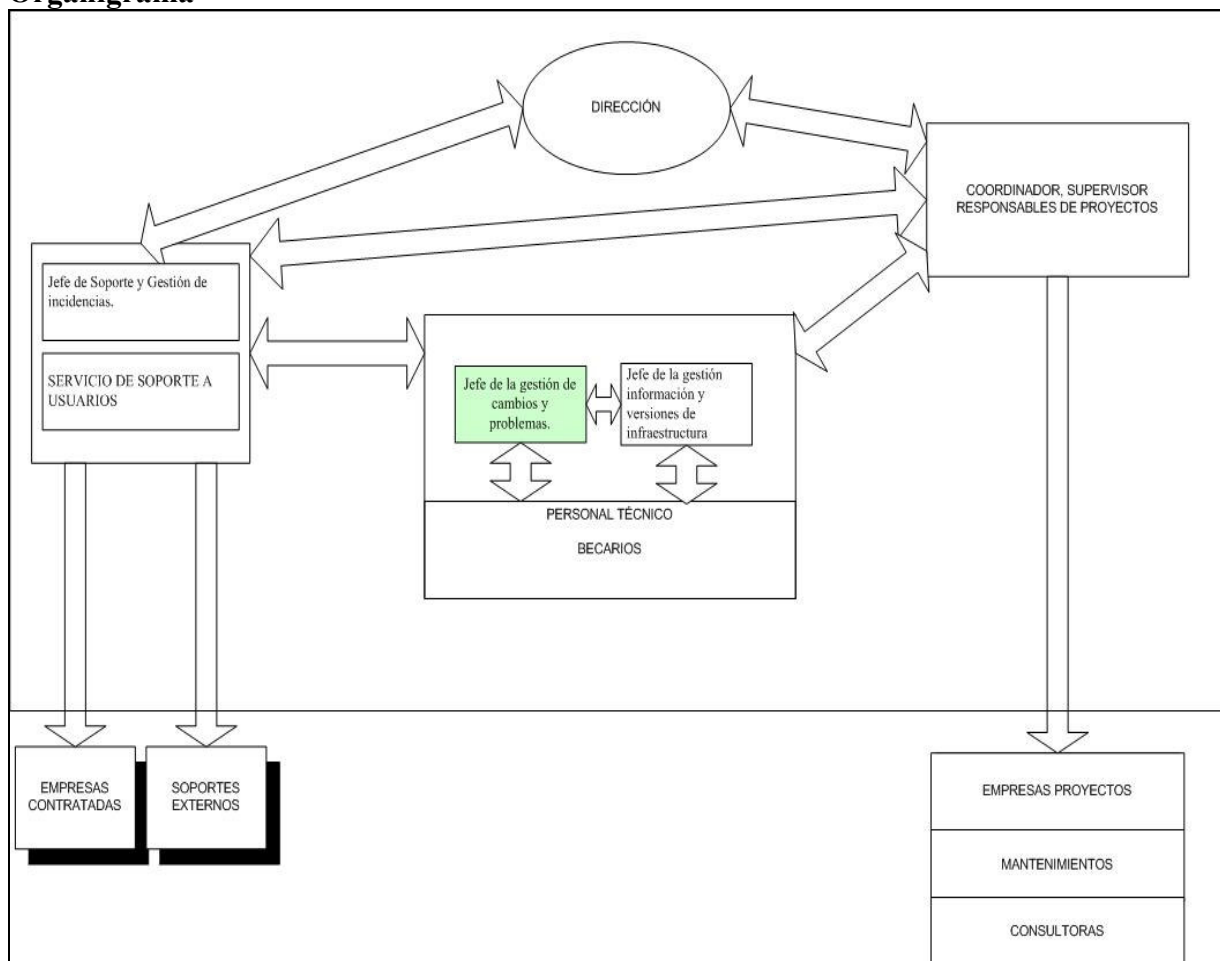 Organigrama
DIRECCIÓN
COORDINADOR, SUPERVISOR
RESPONSABLES DE PROYECTOS
Jefe de Soporte y Gestión de
incidencias.
SERVICIO DE SOPORTE A
USUARIOS
Jefe de la gestión de
cambios y
problemas.
Jefe de la gestión
información y
versiones de
infraestructura
PERSONAL TÉCNICO
BECARIOS
EMPRESAS
CONTRATADAS
SOPORTES
EXTERNOS
EMPRESAS PROYECTOS
MANTENIMIENTOS
CONSULTORAS